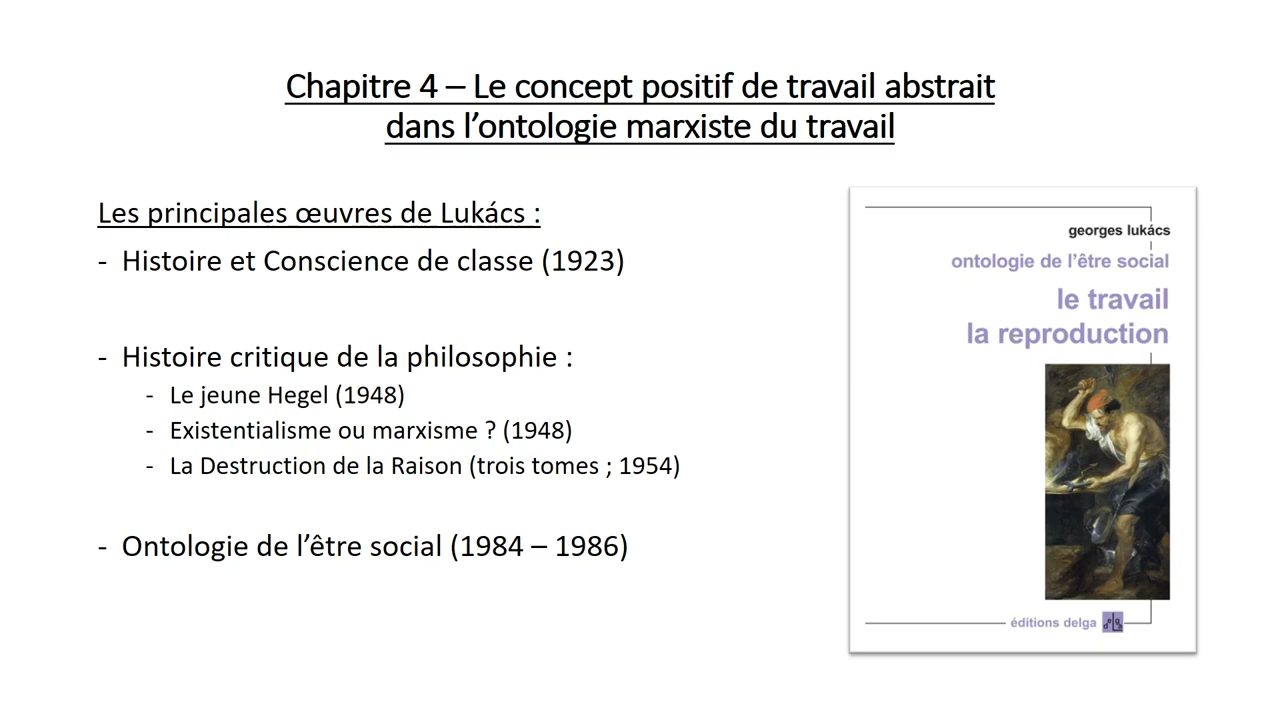 Chapitre 4 – Le concept positif de travail abstrait
dans l’ontologie marxiste du travail
Les principales œuvres de Lukács :
- Histoire et Conscience de classe (1923)
- Histoire critique de la philosophie :
- Le jeune Hegel (1948)
- Existentialisme ou marxisme ? (1948)
- La Destruction de la Raison (trois tomes ; 1954)
- Ontologie de l’être social (1984 – 1986)
georges lukács
ontologie de l’être social
le travail
la reproduction
éditions delga